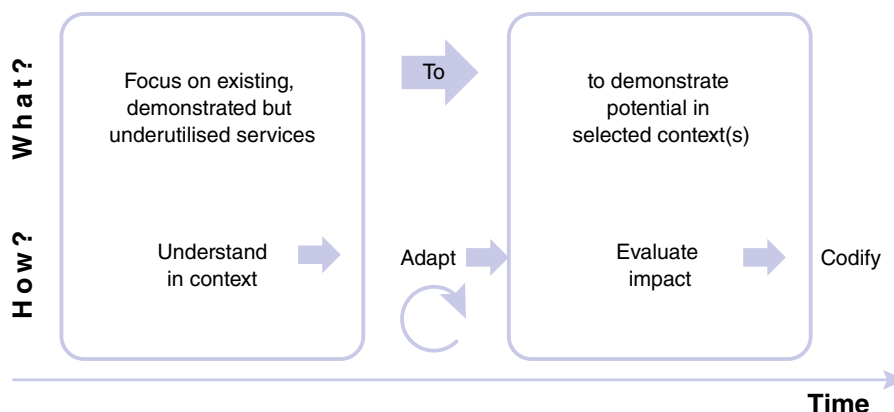 What?
Focus on existing,
demonstrated but
underutilised services
To
to demonstrate
potential in
selected context(s)
How?
Understand
in context
Adapt
Evaluate
impact
Codify
Time